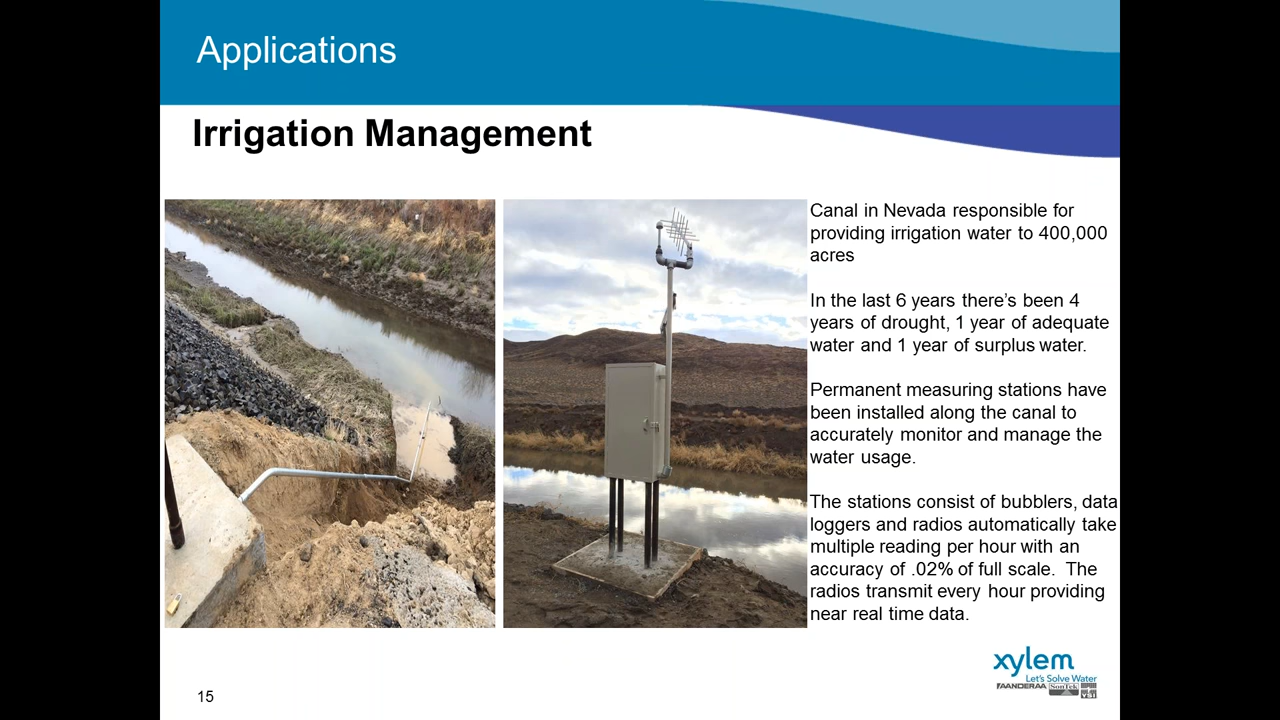 Applications
Irrigation Management
Canal in Nevada responsible for
providing irrigation water to 400,000
acres
In the last 6 years there’s been 4
years of drought, 1 year of adequate
water and 1 year of surplus water.
Permanent measuring stations have
been installed along the canal to
accurately monitor and manage the
water usage.
The stations consist of bubblers, data
loggers and radios automatically take
multiple reading per hour with an
accuracy of .02% of full scale.  The
radios transmit every hour providing
near real time data.
xylem
Let's Solve Water
AANDERAA SonTek YSI
15